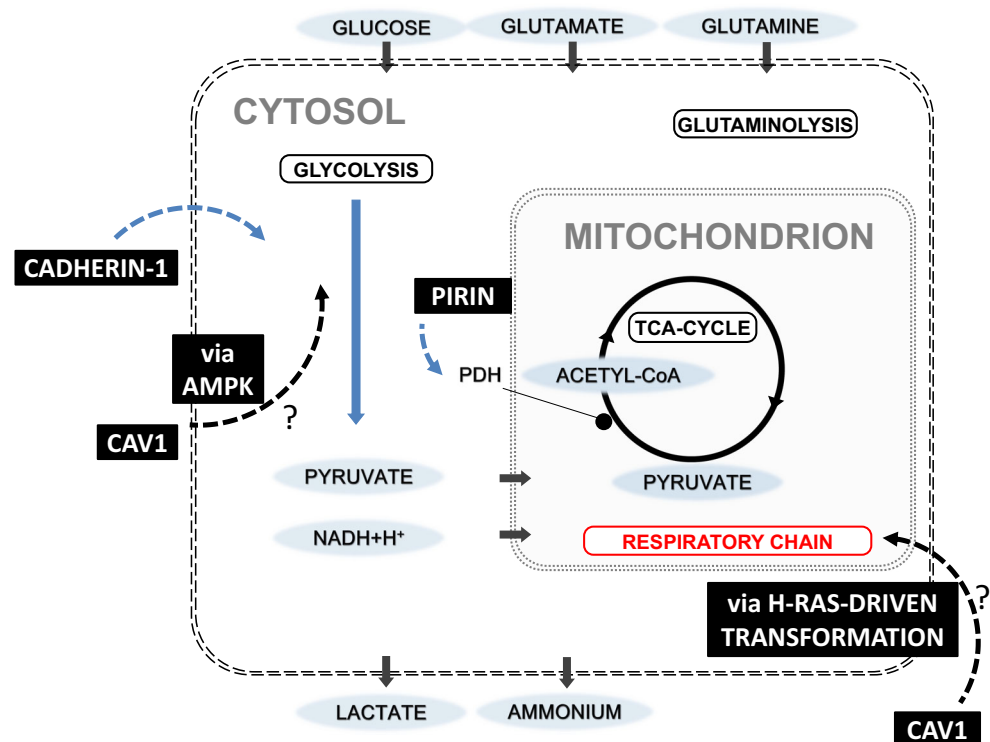 GLUCOSE
GLUTAMATE
GLUTAMINE
CYTOSOL
GLUTAMINOLYSIS
GLYCOLYSIS
MITOCHONDRION
CADHERIN-1
PIRIN
TCA-CYCLE
via
AMPK
PDH
ACETYL-CoA
?
CAV1
PYRUVATE
PYRUVATE
NADH+H⁺
RESPIRATORY CHAIN
?
via H-RAS-DRIVEN
TRANSFORMATION
LACTATE
AMMONIUM
CAV1